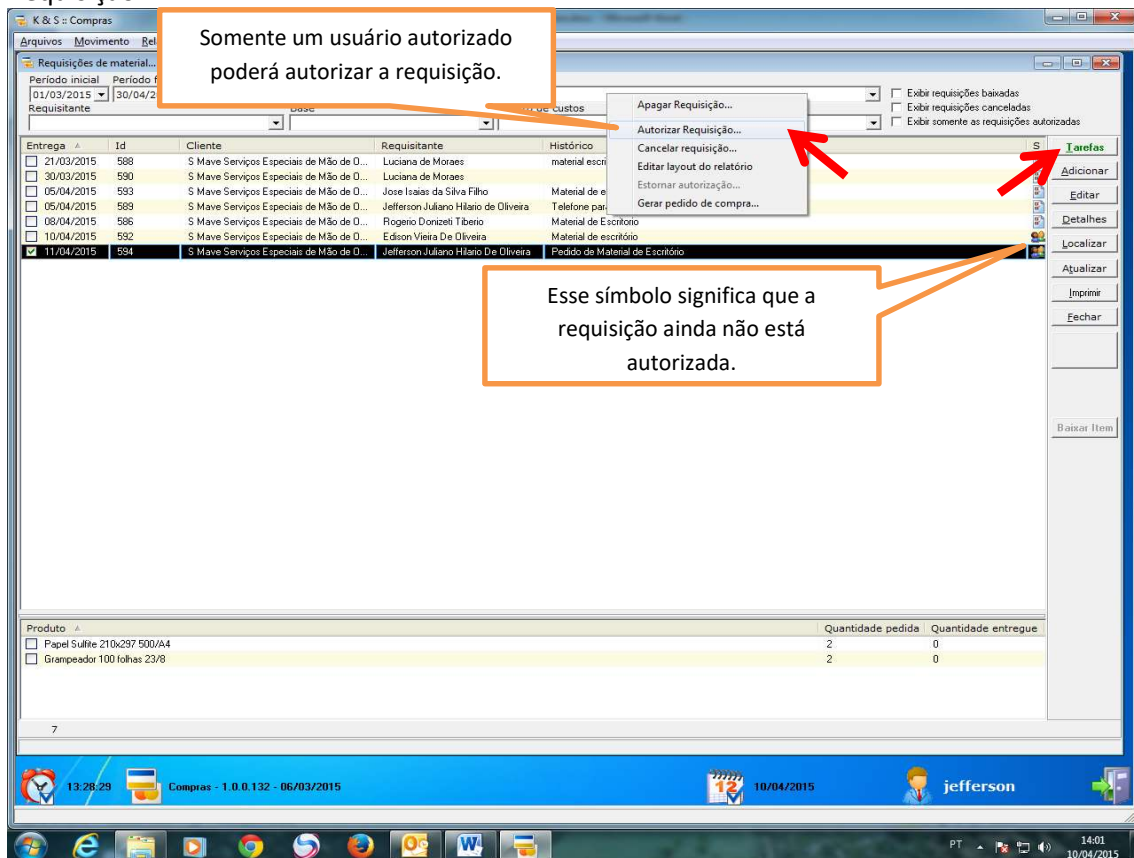 K & S :: Compras
Arquivos Movimento
Somente um usuário autorizado
poderá autorizar a requisição.
Requisições de material...
Período inicial Período
01/03/2015
Requisitante
de custos
Exibir requisições baixadas
Exibir requisições canceladas
Exibir somente as requisições autorizadas
Apagar Requisição...
Autorizar Requisição...
Cancelar requisição...
Editar layout do relatório
Estornar autorização...
Gerar pedido de compra...
Entrega Id Cliente Requisitante Histórico S
21/03/2015 588 S Mave Serviços Especiais de Mão de O... Luciana de Moraes material escri
30/03/2015 590 S Mave Serviços Especiais de Mão de O... Luciana de Moraes
05/04/2015 593 S Mave Serviços Especiais de Mão de O... Jose Isaias da Silva Filho Material de e
05/04/2015 589 S Mave Serviços Especiais de Mão de O... Jefferson Juliano Hilario de Oliveira Telefone par
08/04/2015 586 S Mave Serviços Especiais de Mão de O... Rogerio Donizeti Tiberio Material de Escritorio
10/04/2015 592 S Mave Serviços Especiais de Mão de O... Edison Vieira De Oliveira Material de escritório
11/04/2015 594 S Mave Serviços Especiais de Mão de O... Jefferson Juliano Hilario De Oliveira Pedido de Material de Escritório
Tarefas
Adicionar
Editar
Detalhes
Localizar
Atualizar
Imprimir
Fechar
Baixar Item
Esse símbolo significa que a
requisição ainda não está
autorizada.
Produto Quantidade pedida Quantidade entregue
Papel Sulfite 210x297 500/A4 2 0
Grampeador 100 folhas 23/8 2 0
7
13:28:29 Compras - 1.0.0.132 - 06/03/2015 12 10/04/2015 jefferson
PT 14:01
10/04/2015